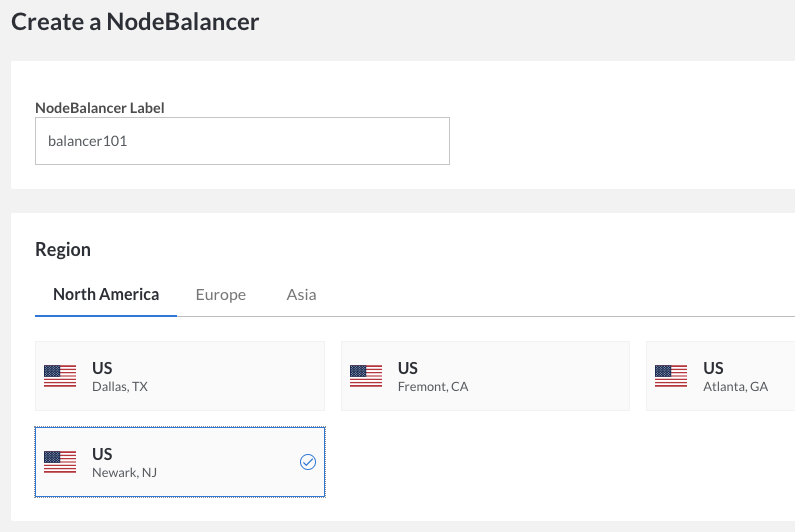 Create a NodeBalancer
NodeBalancer Label
balancer101
Region
North America Europe Asia
US US US
Dallas, TX Fremont, CA Atlanta, GA
US
Newark, NJ